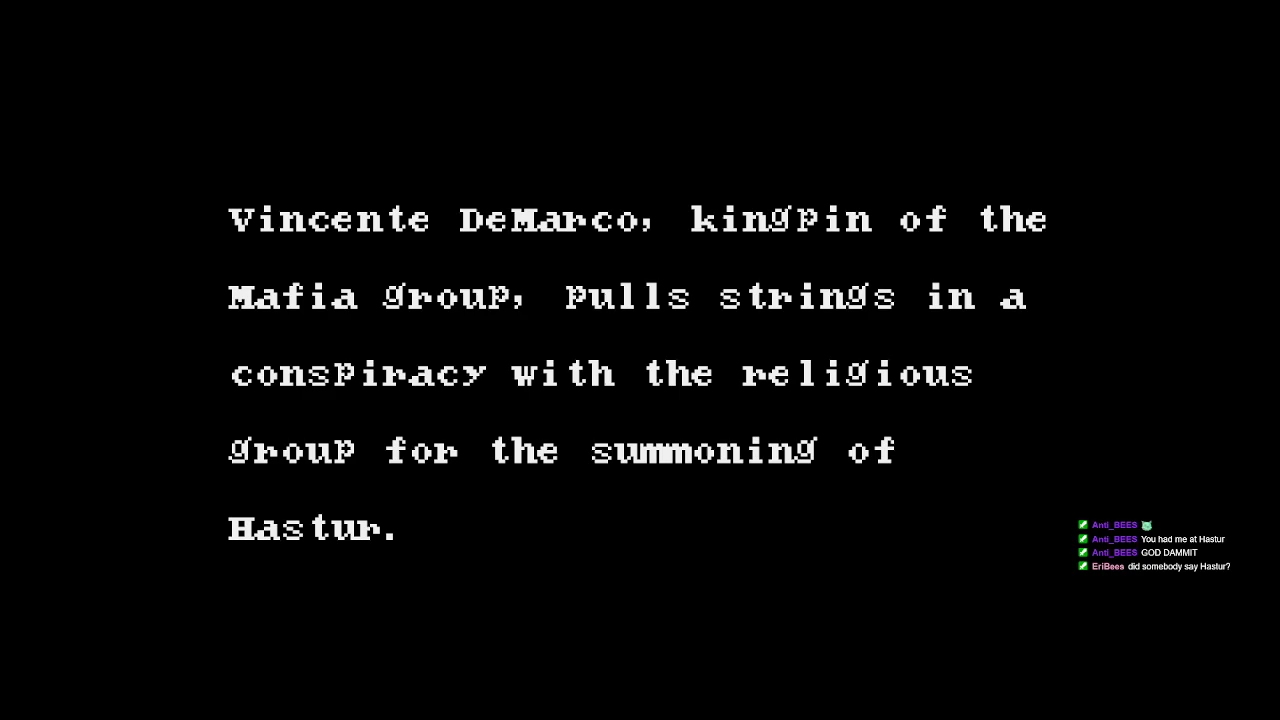 Vincente DeMarco, kingpin of the
Mafia group, pulls strings in a
conspiracy with the religious
group for the summoning of
Hastur.
Anti_BEES
Anti_BEES You had me at Hastur
Anti_BEES GOD DAMMIT
EriBees did somebody say Hastur?